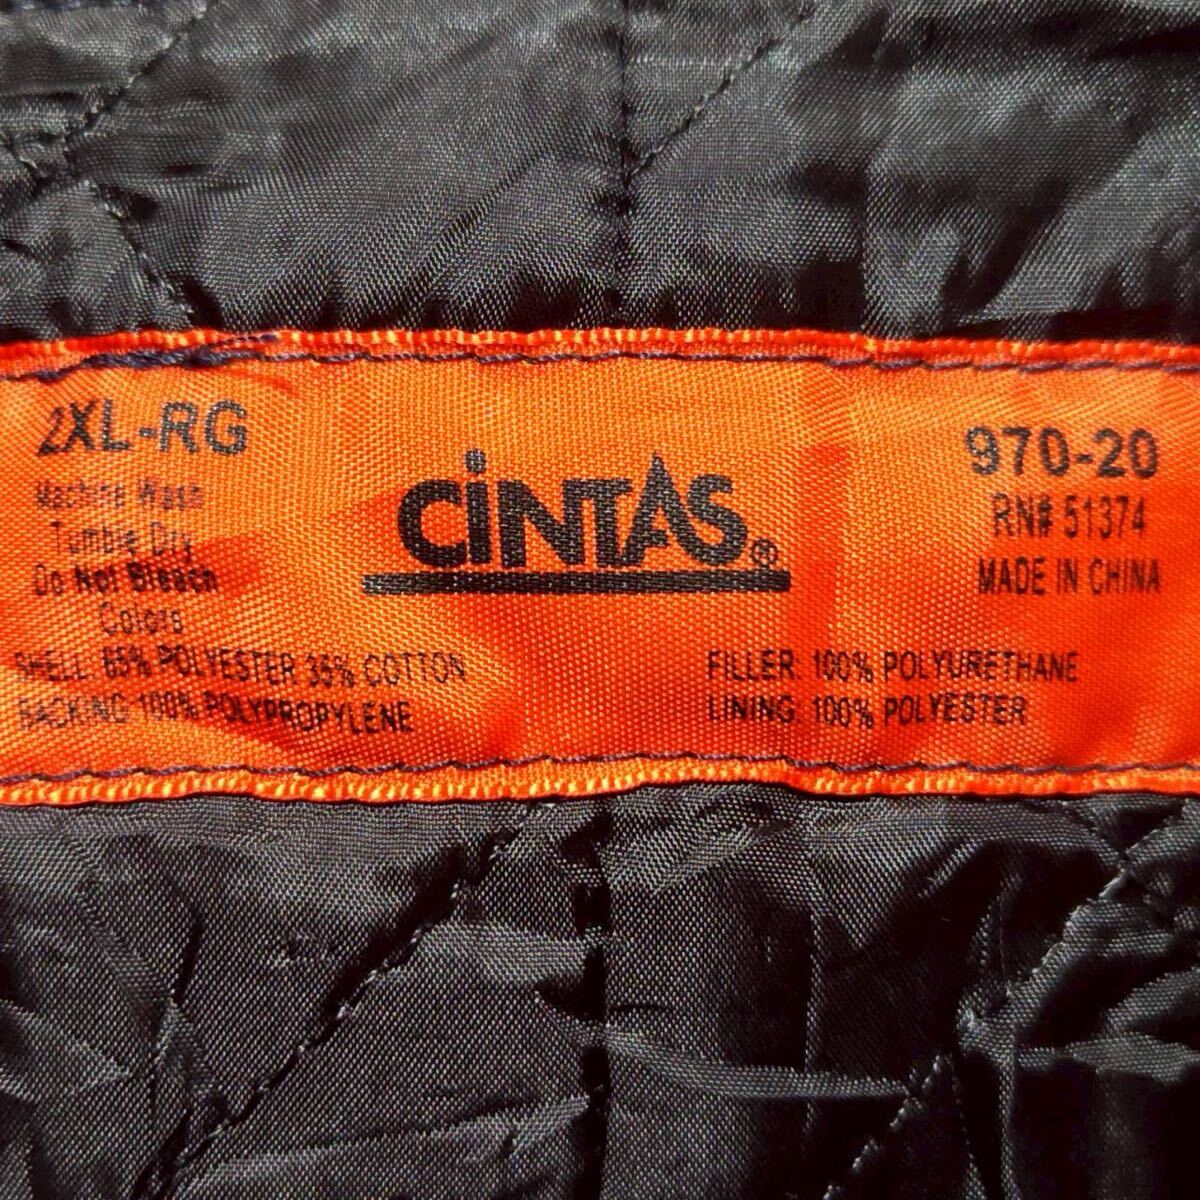 2XL-RG
Machine Wash
Tumble Dry
Do Not Bleach
Colors
CiNTAS®
970-20
RN# 51374
MADE IN CHINA
SHELL: 65% POLYESTER 35% COTTON
BACKING 100% POLYPROPYLENE
FILLER: 100% POLYURETHANE
LINING: 100% POLYESTER